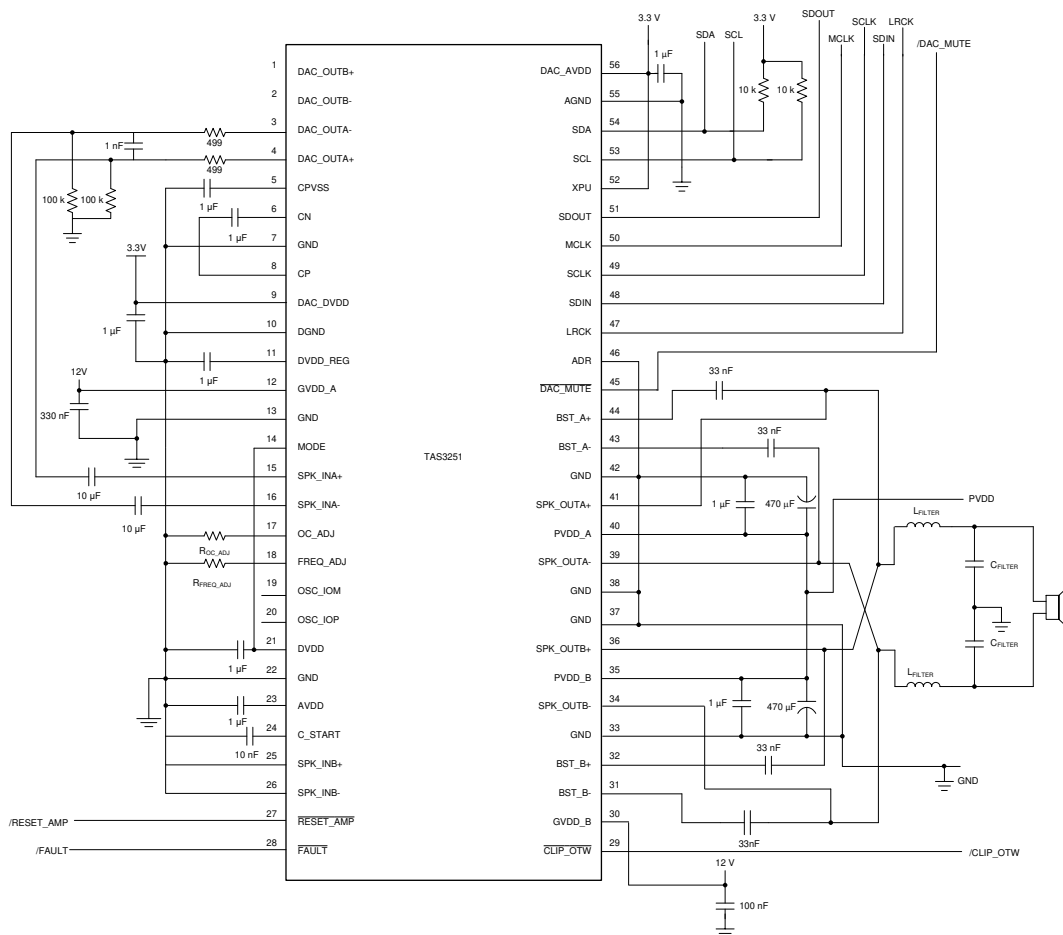 3.3 V
3.3 V
SDOUT
SCLK
LRCK
SDA
SCL
MCLK
SDIN
/DAC_MUTE
1 µF
10 k
10 k
1
DAC_OUTB+
2
DAC_OUTB-
3
DAC_OUTA-
499
1 nF
4
DAC_OUTA+
499
100 k
100 k
5
CPVSS
1 µF
6
CN
1 µF
7
GND
8
CP
3.3V
9
DAC_DVDD
1 µF
10
DGND
11
DVDD_REG
1 µF
12V
12
GVDD_A
330 nF
13
GND
14
MODE
15
SPK_INA+
10 µF
16
SPK_INA-
10 µF
17
OC_ADJ
ROC_ADJ
18
FREQ_ADJ
RFREQ_ADJ
19
OSC_IOM
20
OSC_IOP
21
DVDD
1 µF
22
GND
23
AVDD
1 µF
24
C_START
10 nF
25
SPK_INB+
26
SPK_INB-
/RESET_AMP
27
RESET_AMP
/FAULT
28
FAULT
TAS3251
DAC_AVDD
56
AGND
55
SDA
54
SCL
53
XPU
52
SDOUT
51
MCLK
50
SCLK
49
SDIN
48
LRCK
47
ADR
46
DAC_MUTE
45
33 nF
BST_A+
44
BST_A-
43
33 nF
GND
42
SPK_OUTA+
41
1 µF
470 µF
PVDD
PVDD_A
40
SPK_OUTA-
39
GND
38
GND
37
SPK_OUTB+
36
PVDD_B
35
SPK_OUTB-
34
1 µF
470 µF
GND
33
BST_B+
32
33 nF
BST_B-
31
33nF
GVDD_B
30
CLIP_OTW
29
/CLIP_OTW
12 V
100 nF
GND
LFILTER
CFILTER
CFILTER
LFILTER